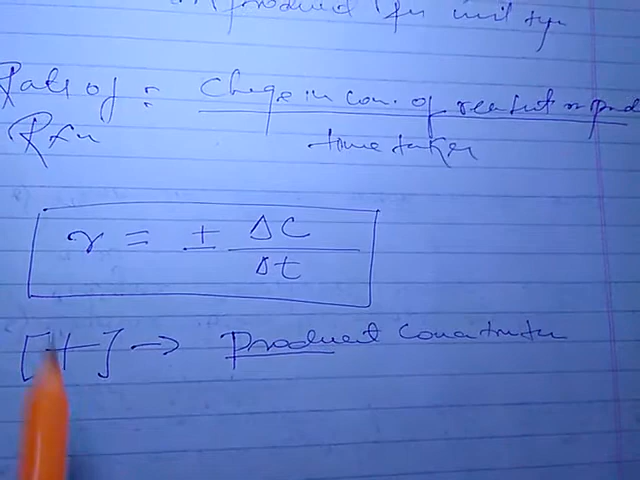 product per unit time
Rate of : Change in con. of reactant or prod
Rxn time taken
r = ± ΔC / Δt
[+] → Product concentration